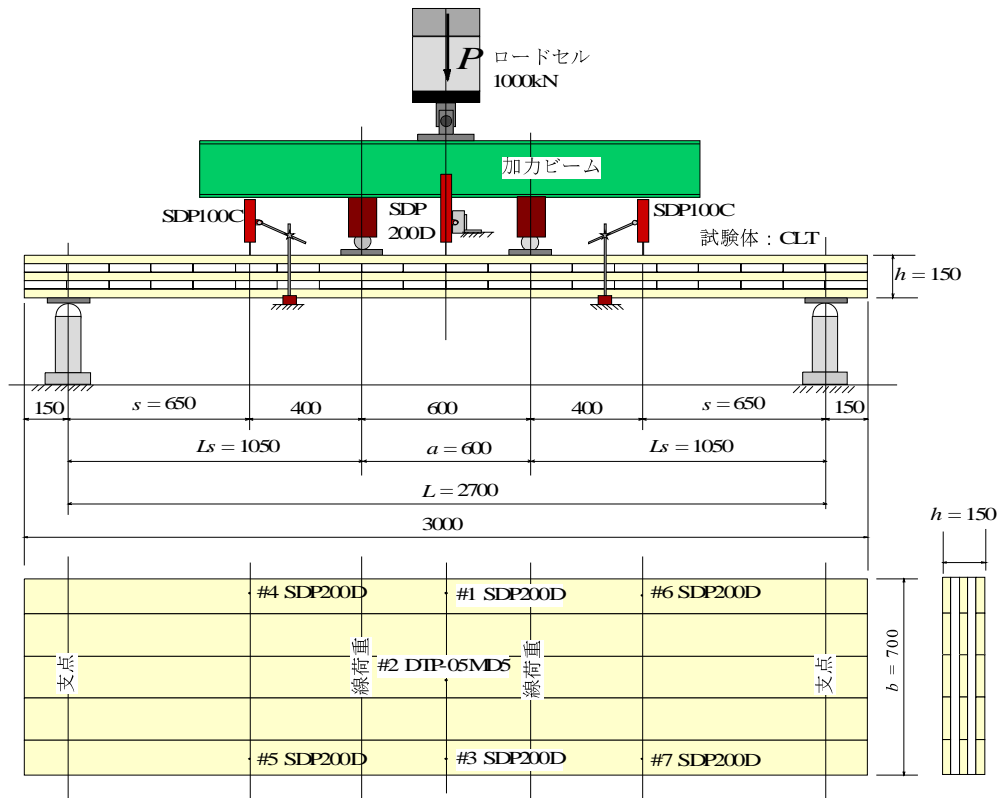 P
ロードセル
1000kN
加力ビーム
SDP100C
SDP
200D
SDP100C
試験体：CLT
h = 150
150
s = 650
400
600
400
s = 650
150
Ls = 1050
a = 600
Ls = 1050
L = 2700
3000
h = 150
#4 SDP200D
#1 SDP200D
#6 SDP200D
支点
線荷重
#2 DTP-05MD5
線荷重
支点
b = 700
#5 SDP200D
#3 SDP200D
#7 SDP200D